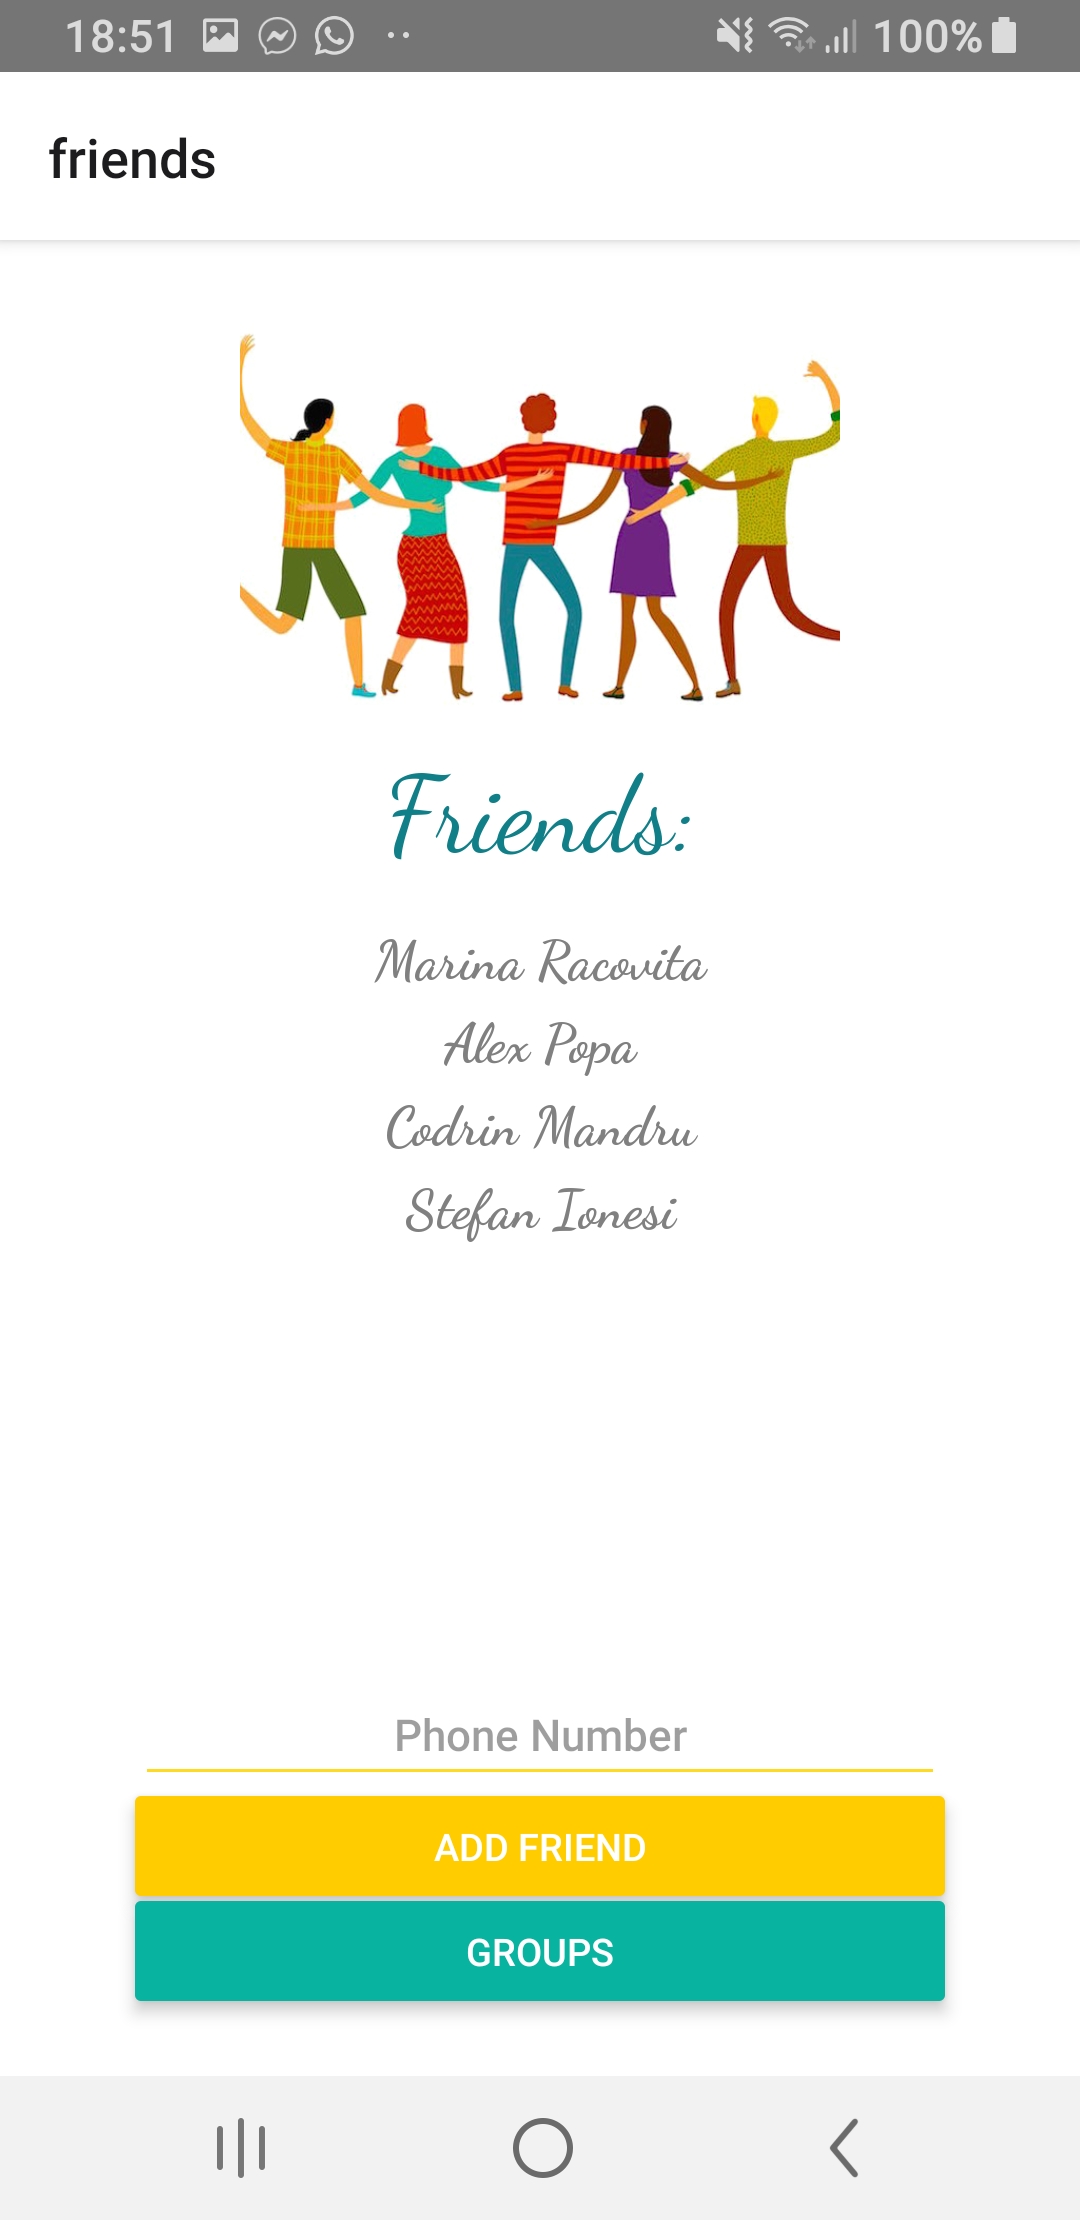 18:51 100%
friends
Friends:
Marina Racovita
Alex Popa
Codrin Mandru
Stefan Ionesi
Phone Number
ADD FRIEND
GROUPS